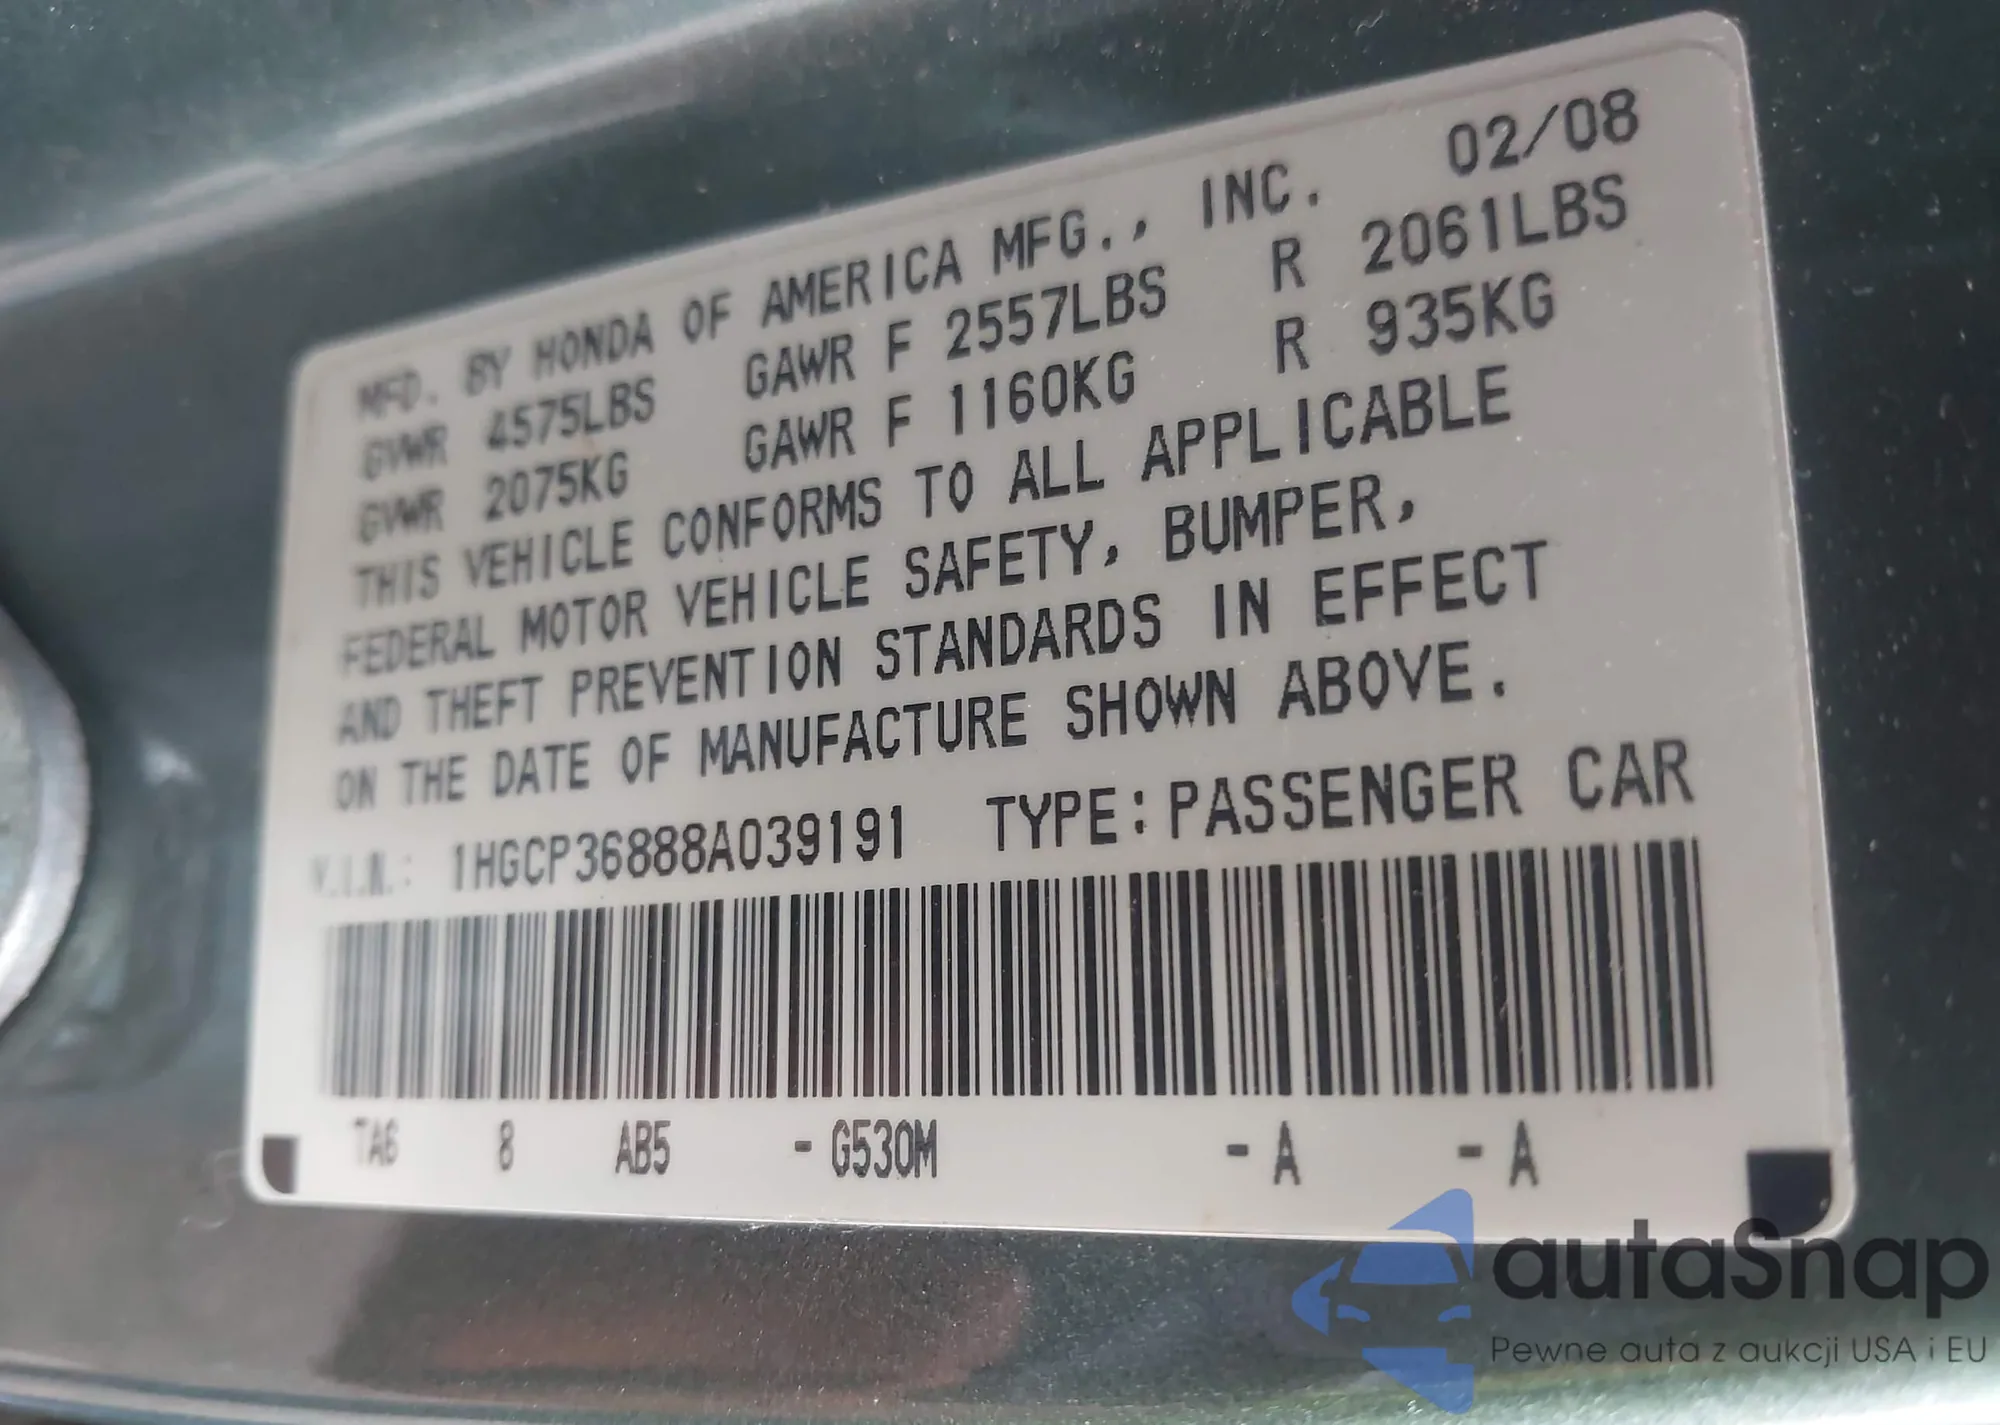 MFD. BY HONDA OF AMERICA MFG., INC. 02/08
GVWR 4575LBS GAWR F 2557LBS R 2061LBS
GVWR 2075KG GAWR F 1160KG R 935KG
THIS VEHICLE CONFORMS TO ALL APPLICABLE
FEDERAL MOTOR VEHICLE SAFETY, BUMPER,
AND THEFT PREVENTION STANDARDS IN EFFECT
ON THE DATE OF MANUFACTURE SHOWN ABOVE.
V.I.N.: 1HGCP36888A039191 TYPE: PASSENGER CAR
TA6 8 AB5 - G530M - A - A
autaSnap
Pewne auta z aukcji USA i EU